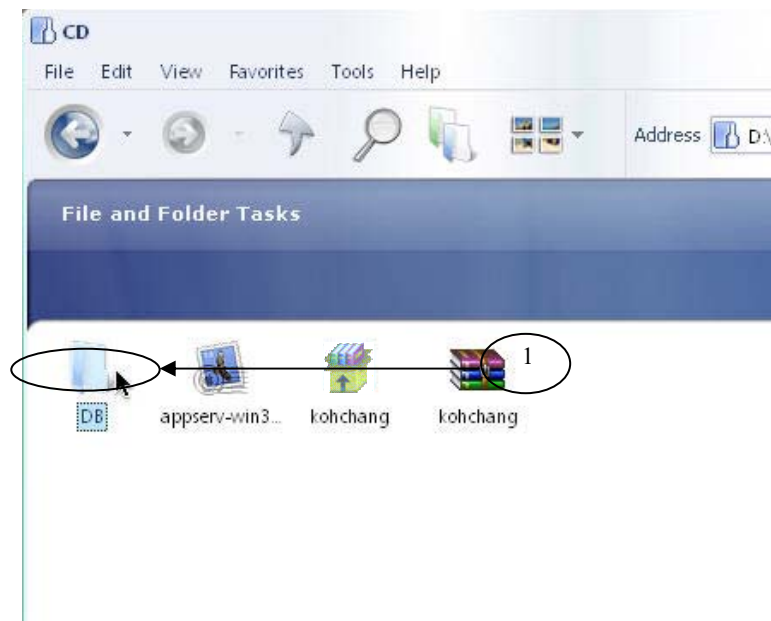 CD
File Edit View Favorites Tools Help
Address D:\
File and Folder Tasks
1
DB appserv-win3... kohchang kohchang